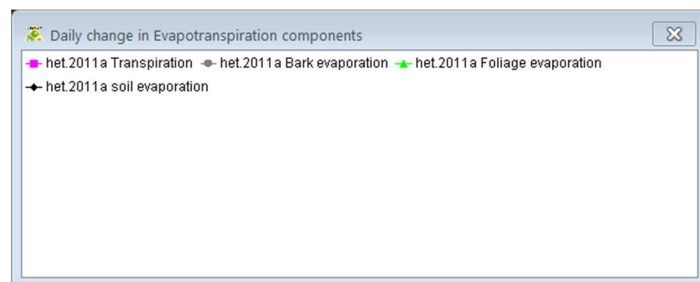 Daily change in Evapotranspiration components
het.2011a Transpiration het.2011a Bark evaporation het.2011a Foliage evaporation
het.2011a soil evaporation